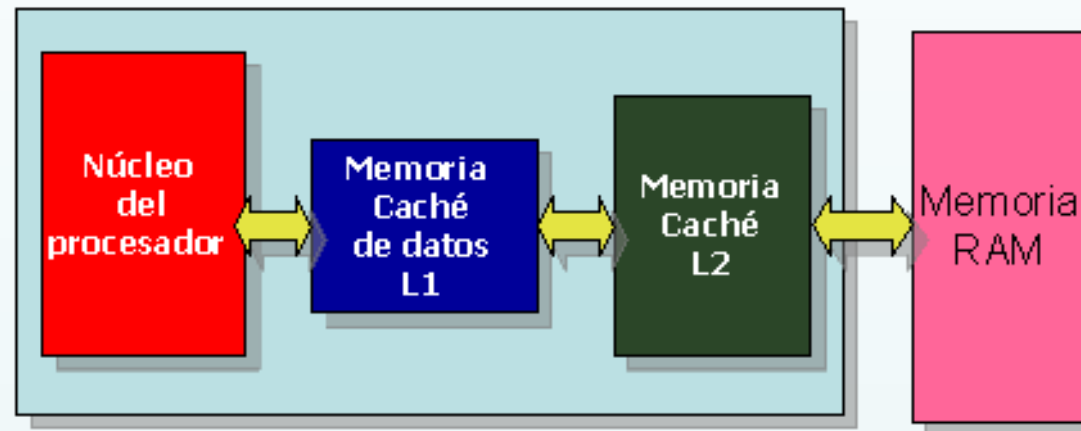 Núcleo
del
procesador
Memoria
Caché
de datos
L1
Memoria
Caché
L2
Memoria
RAM